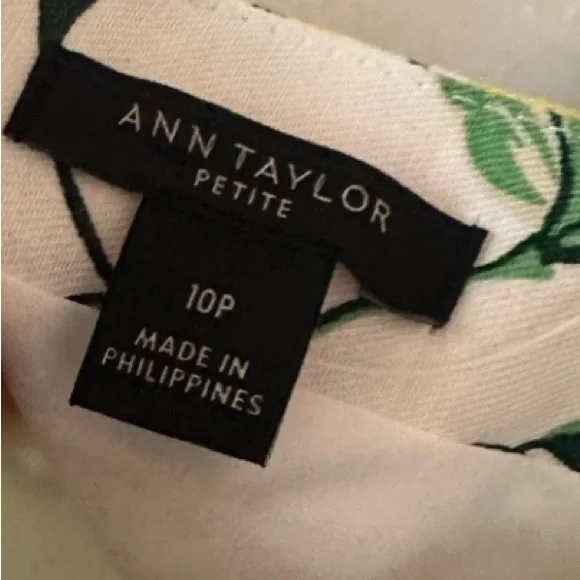 ANN TAYLOR
PETITE
10P
MADE IN
PHILIPPINES